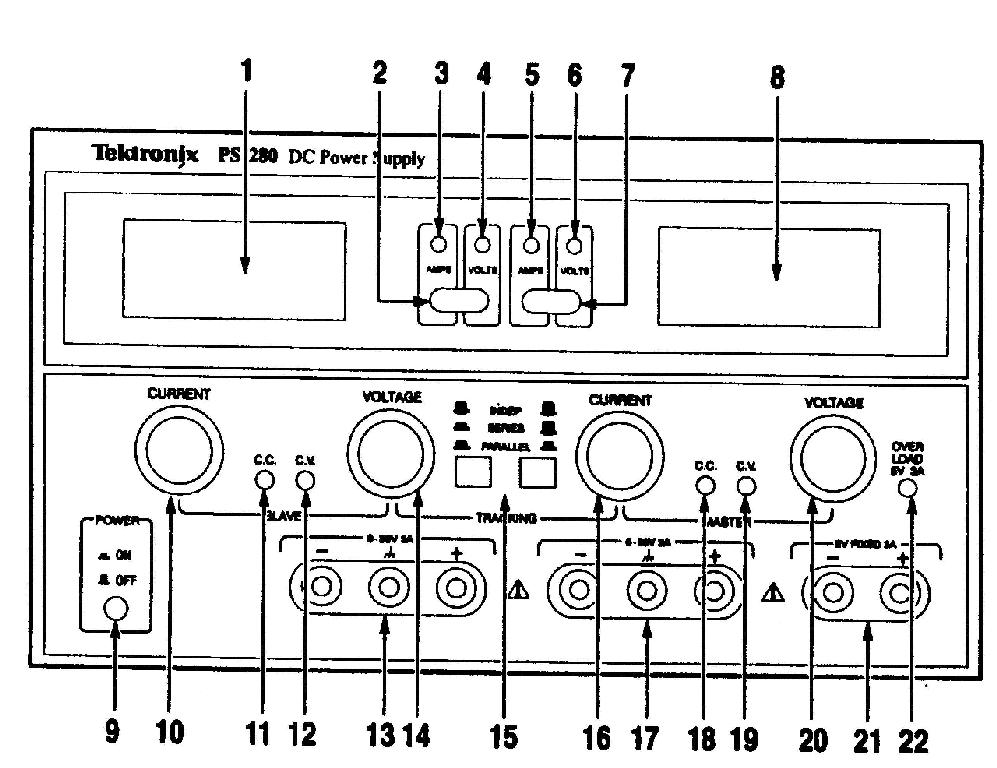 1 2 3 4 5 6 7 8
Tektronix PS 280 DC Power Supply
AMPS VOLTS AMPS VOLTS
CURRENT VOLTAGE CURRENT VOLTAGE
INDEP
SERIES
PARALLEL
C.C. C.V. C.C. C.V.
OVER
LOAD
5V 3A
SLAVE TRACKING MASTER
POWER
ON
OFF
0-30V 2A 0-30V 2A 5V FIXED 3A
- + - + - +
9 10 11 12 13 14 15 16 17 18 19 20 21 22